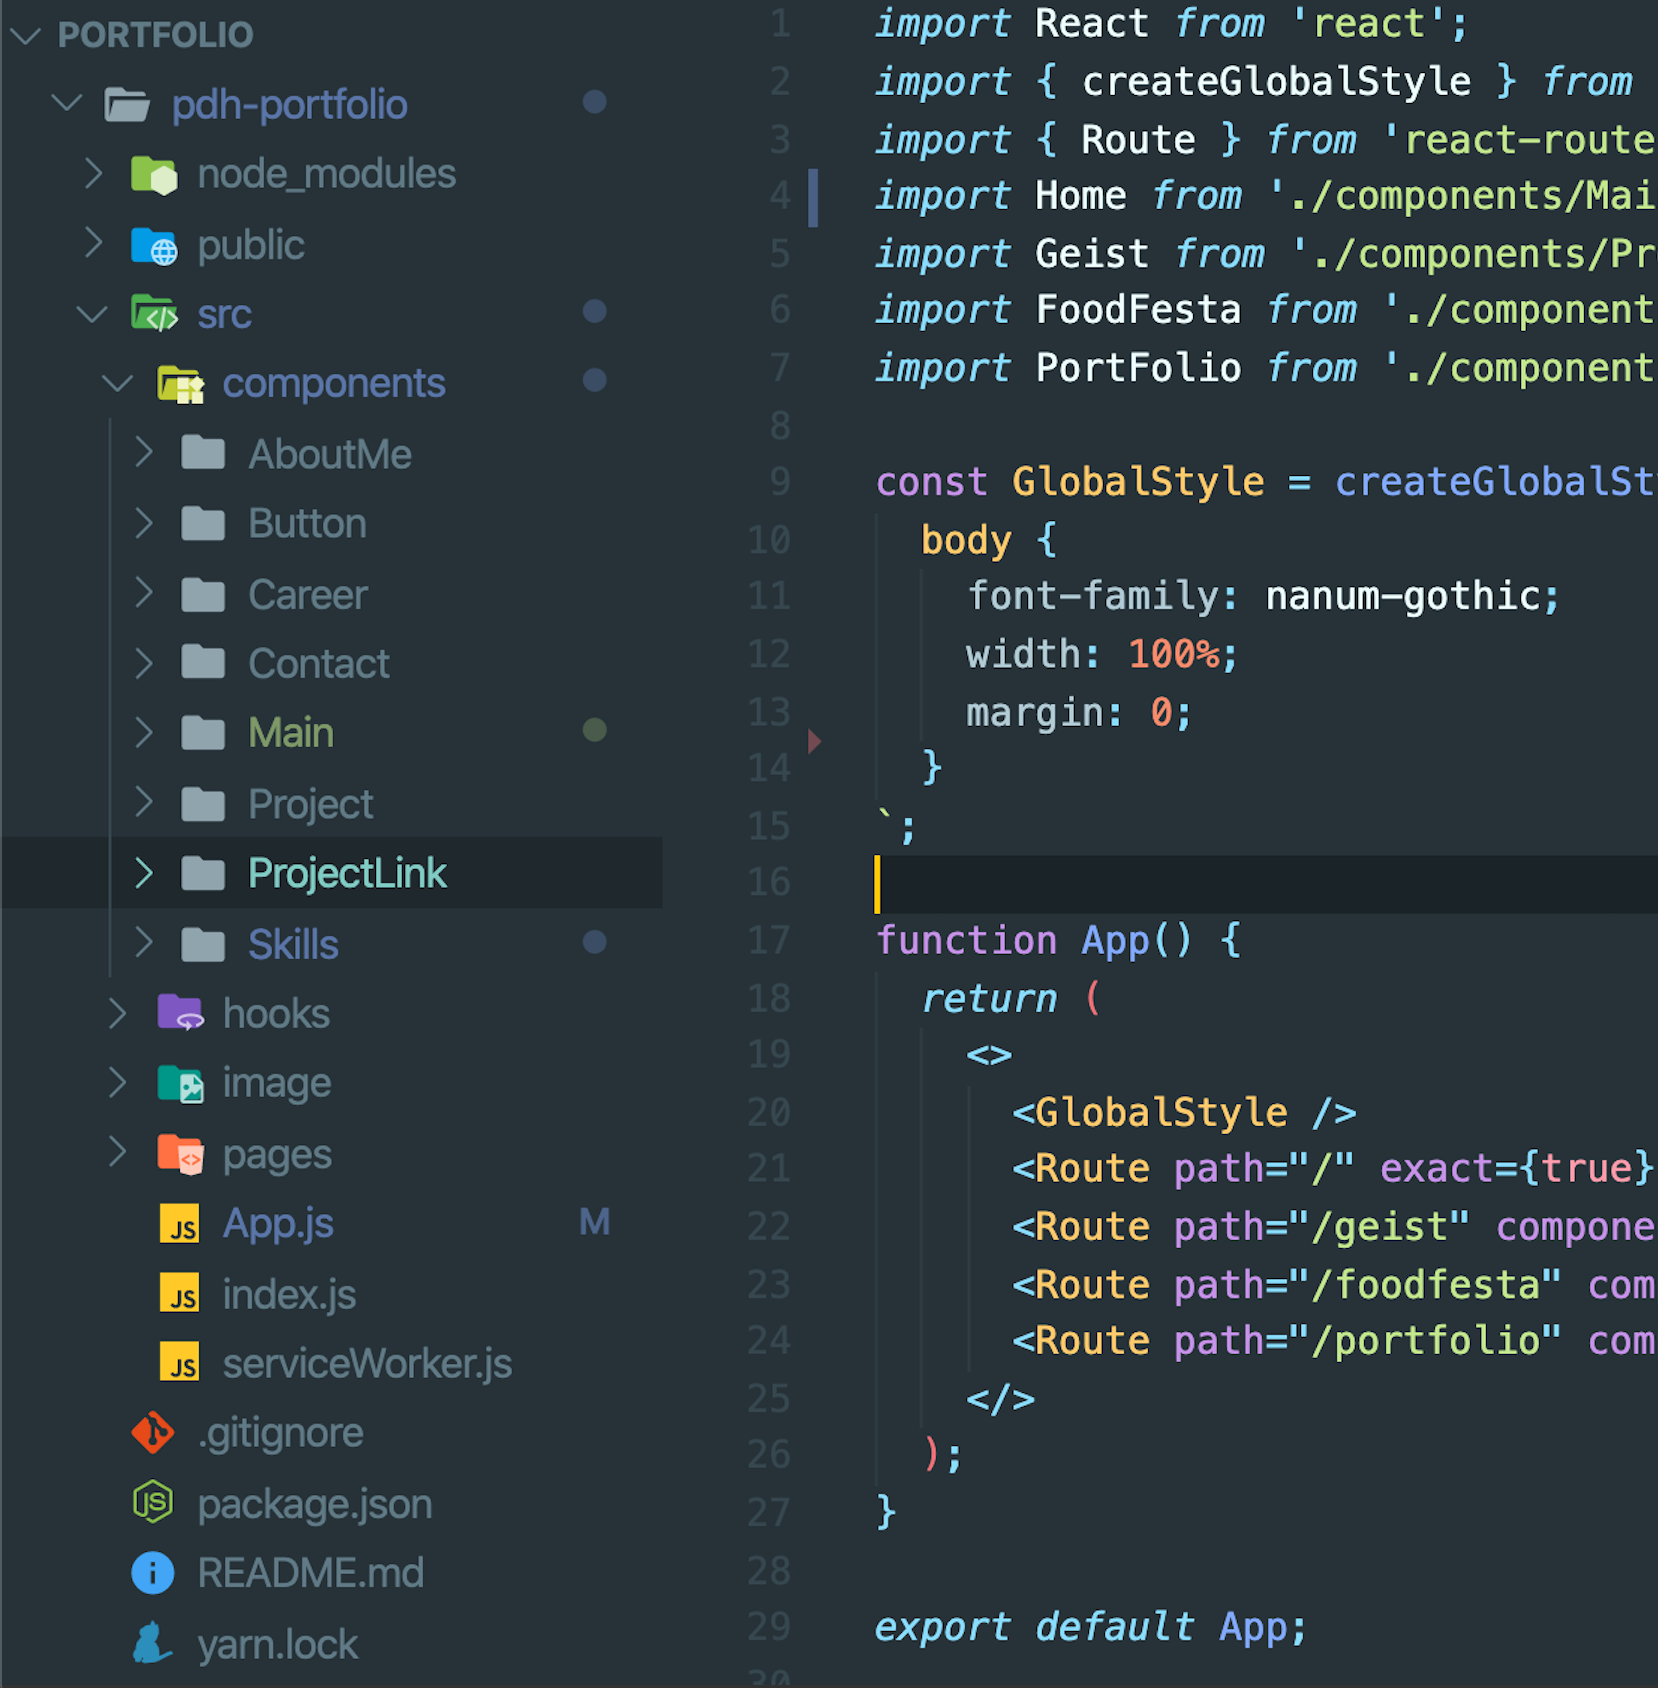 PORTFOLIO
pdh-portfolio
node_modules
public
src
components
AboutMe
Button
Career
Contact
Main
Project
ProjectLink
Skills
hooks
image
pages
JS App.js M
JS index.js
JS serviceWorker.js
.gitignore
JS package.json
i README.md
yarn.lock
1 import React from 'react';
2 import { createGlobalStyle } from
3 import { Route } from 'react-route
4 import Home from './components/Mai
5 import Geist from './components/Pr
6 import FoodFesta from './component
7 import PortFolio from './component
8
9 const GlobalStyle = createGlobalSt
10 body {
11 font-family: nanum-gothic;
12 width: 100%;
13 margin: 0;
14 }
15 `;
16
17 function App() {
18 return (
19 <>
20 <GlobalStyle />
21 <Route path="/" exact={true}
22 <Route path="/geist" compone
23 <Route path="/foodfesta" com
24 <Route path="/portfolio" com
25 </>
26 );
27 }
28
29 export default App;
30